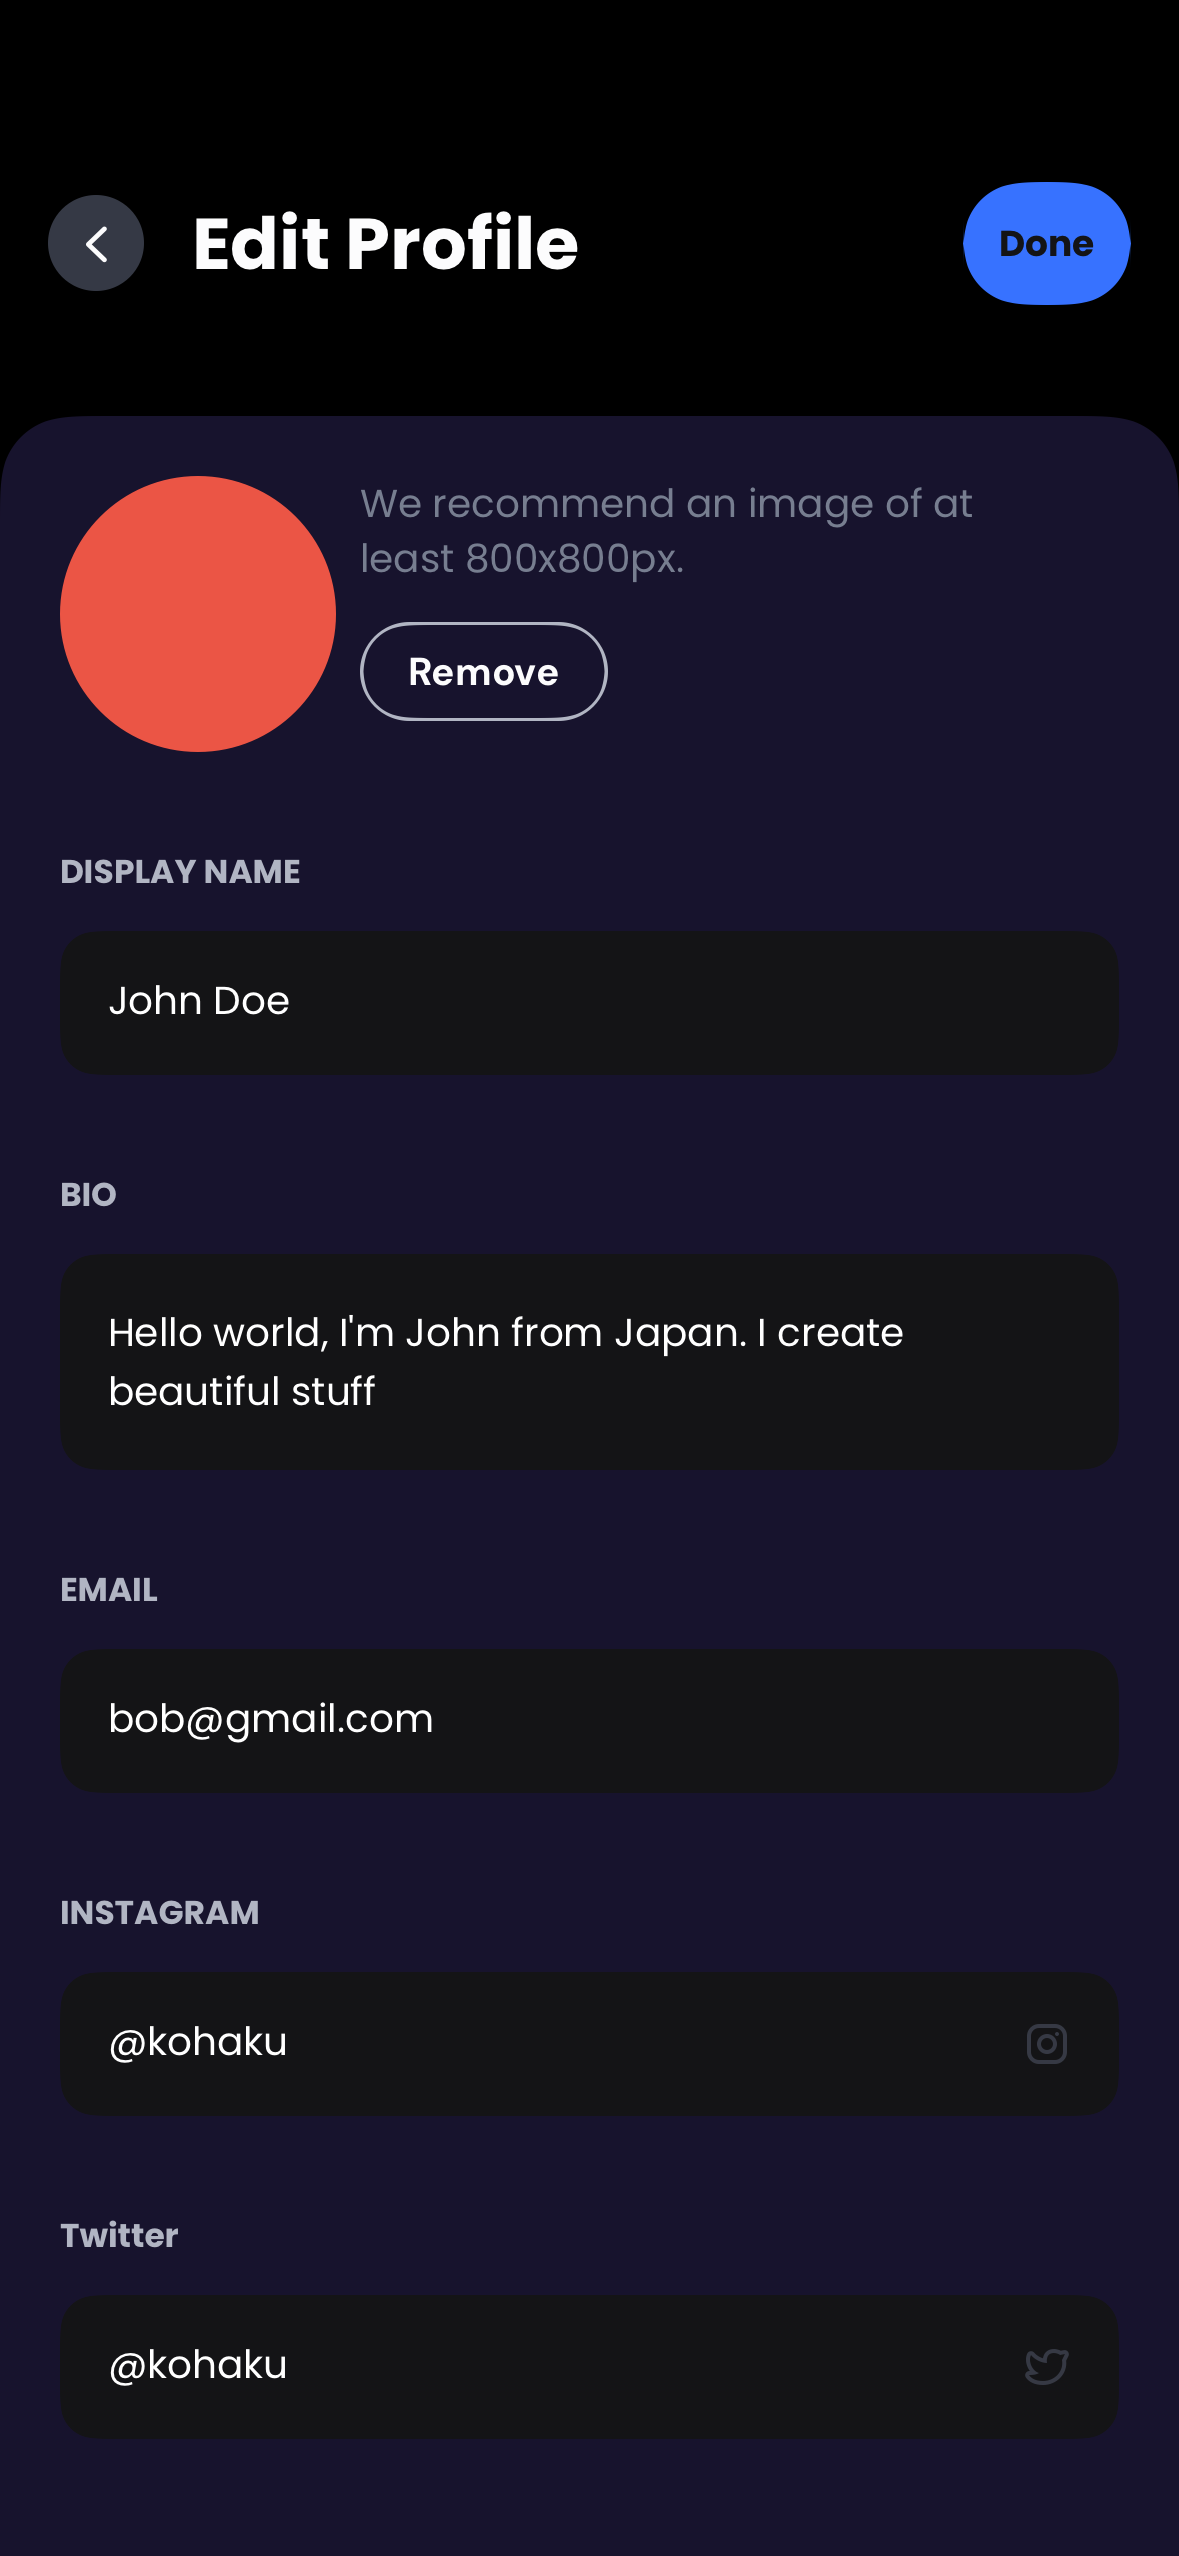 Edit Profile
Done
We recommend an image of at
least 800x800px.
Remove
DISPLAY NAME
John Doe
BIO
Hello world, I'm John from Japan. I create
beautiful stuff
EMAIL
bob@gmail.com
INSTAGRAM
@kohaku
Twitter
@kohaku